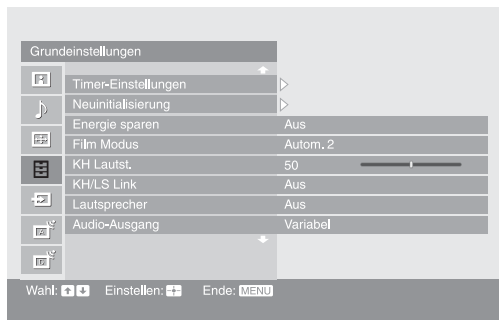 Grundeinstellungen
Timer-Einstellungen
Neuinitialisierung
Energie sparen Aus
Film Modus Autom. 2
KH Lautst. 50
KH/LS Link Aus
Lautsprecher Aus
Audio-Ausgang Variabel
Wahl: Einstellen: Ende: MENU